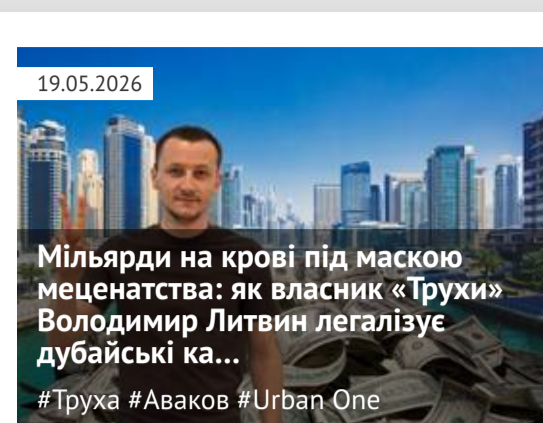 19.05.2026
Мільярди на крові під маскою
меценатства: як власник «Трухи»
Володимир Литвин легалізує
дубайські ка...
#Труха #Аваков #Urban One